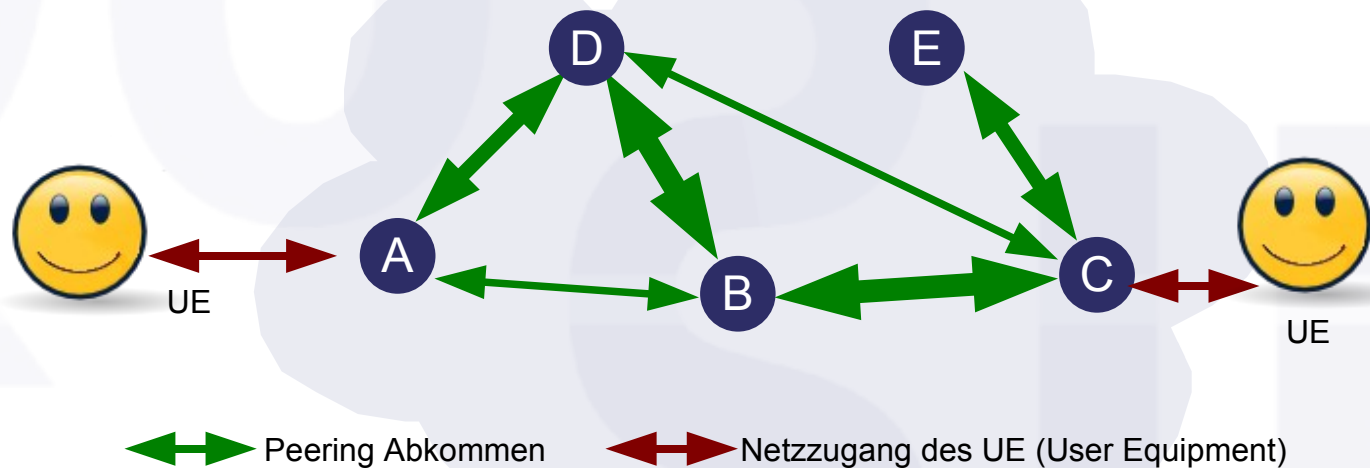 D
E
A
B
C
UE
UE
Peering Abkommen
Netzzugang des UE (User Equipment)